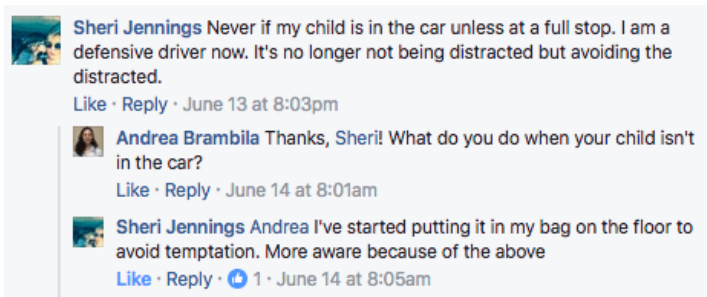 Sheri Jennings Never if my child is in the car unless at a full stop. I am a
defensive driver now. It's no longer not being distracted but avoiding the
distracted.
Like · Reply · June 13 at 8:03pm
Andrea Brambila Thanks, Sheri! What do you do when your child isn't
in the car?
Like · Reply · June 14 at 8:01am
Sheri Jennings Andrea I've started putting it in my bag on the floor to
avoid temptation. More aware because of the above
Like · Reply · 1 · June 14 at 8:05am